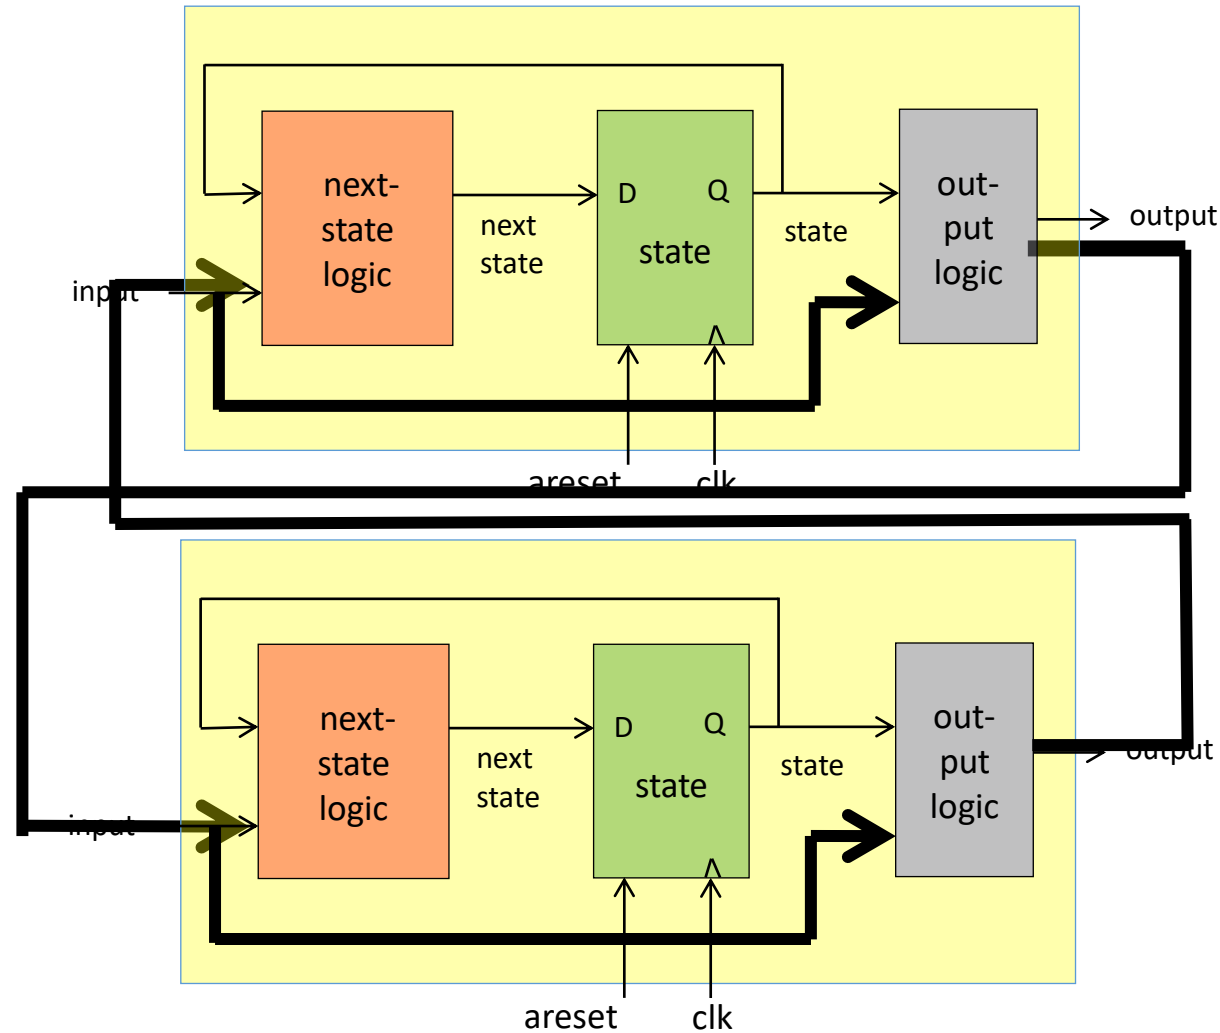 next-
state
logic
next
state
D
Q
state
state
out-
put
logic
output
input
areset
clk
next-
state
logic
next
state
D
Q
state
state
out-
put
logic
output
input
areset
clk